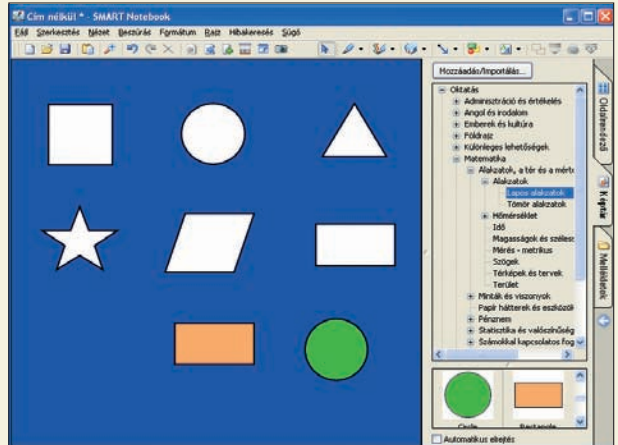 Cím nélkül * - SMART Notebook
Fájl Szerkesztés Nézet Beszúrás Formátum Rajz Hibakeresés Súgó
Hozzáadás/Importálás...
Oktatás
Adminisztráció és értékelés
Angol és irodalom
Emberek és kultúra
Földrajz
Különleges lehetőségek
Matematika
Alakzatok, a tér és a mérté
Alakzatok
Lapos alakzatok
Tömör alakzatok
Hőmérséklet
Idő
Magasságok és széless
Mérés - metrikus
Szögek
Térképek és tervek
Terület
Minták és viszonyok
Papír hátterek és eszközök
Pénznem
Statisztika és valószínűség
Számokkal kapcsolatos fog
Circle
Rectangle
Automatikus elrejtés
Oldalrendező
Képtár
Mellékletek